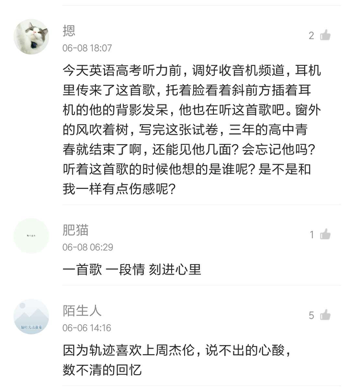 摁
2
06-08 18:07
今天英语高考听力前，调好收音机频道，耳机
里传来了这首歌，托着脸看着斜前方插着耳
机的他的背影发呆，他也在听这首歌吧。窗外
的风吹着树，写完这张试卷，三年的高中青
春就结束了啊，还能见他几面？会忘记他吗？
听着这首歌的时候他想的是谁呢？是不是和
我一样有点伤感呢？
肥猫
1
06-08 06:29
一首歌 一段情 刻进心里
陌生人
5
06-06 14:16
因为轨迹喜欢上周杰伦，说不出的心酸，
数不清的回忆